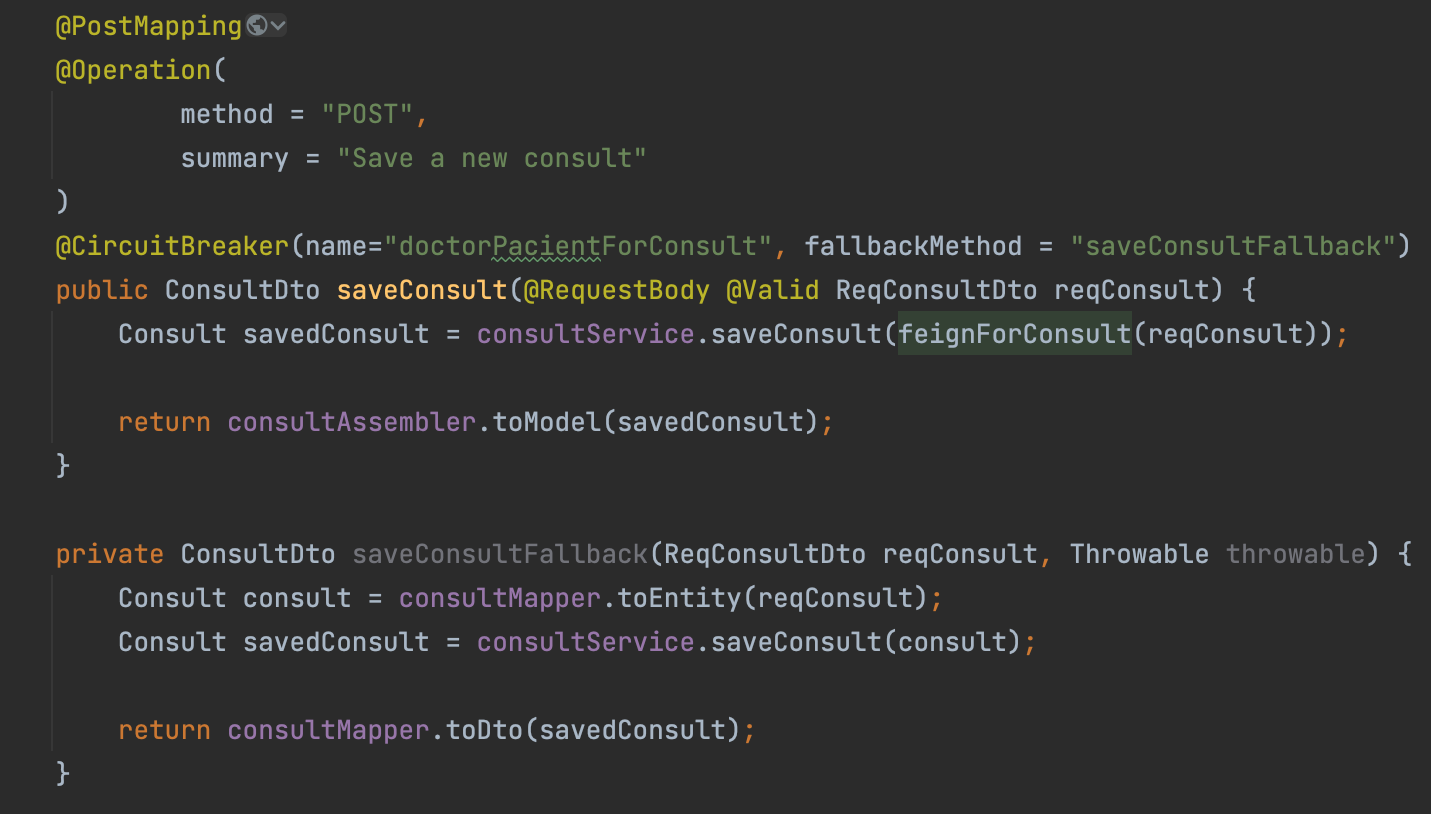 @PostMapping
@Operation(
        method = "POST",
        summary = "Save a new consult"
)
@CircuitBreaker(name="doctorPacientForConsult", fallbackMethod = "saveConsultFallback")
public ConsultDto saveConsult(@RequestBody @Valid ReqConsultDto reqConsult) {
    Consult savedConsult = consultService.saveConsult(feignForConsult(reqConsult));
    return consultAssembler.toModel(savedConsult);
}
private ConsultDto saveConsultFallback(ReqConsultDto reqConsult, Throwable throwable) {
    Consult consult = consultMapper.toEntity(reqConsult);
    Consult savedConsult = consultService.saveConsult(consult);
    return consultMapper.toDto(savedConsult);
}